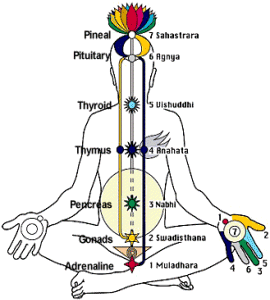 Pineal 7 Sahastrara
Pituitary 6 Agnya
Thyroid 5 Vishuddhi
Thymus 4 Anahata
Pancreas 3 Nabhi
Gonads 2 Swadisthana
Adrenaline 1 Muladhara
1
7
2
5
3
4 6